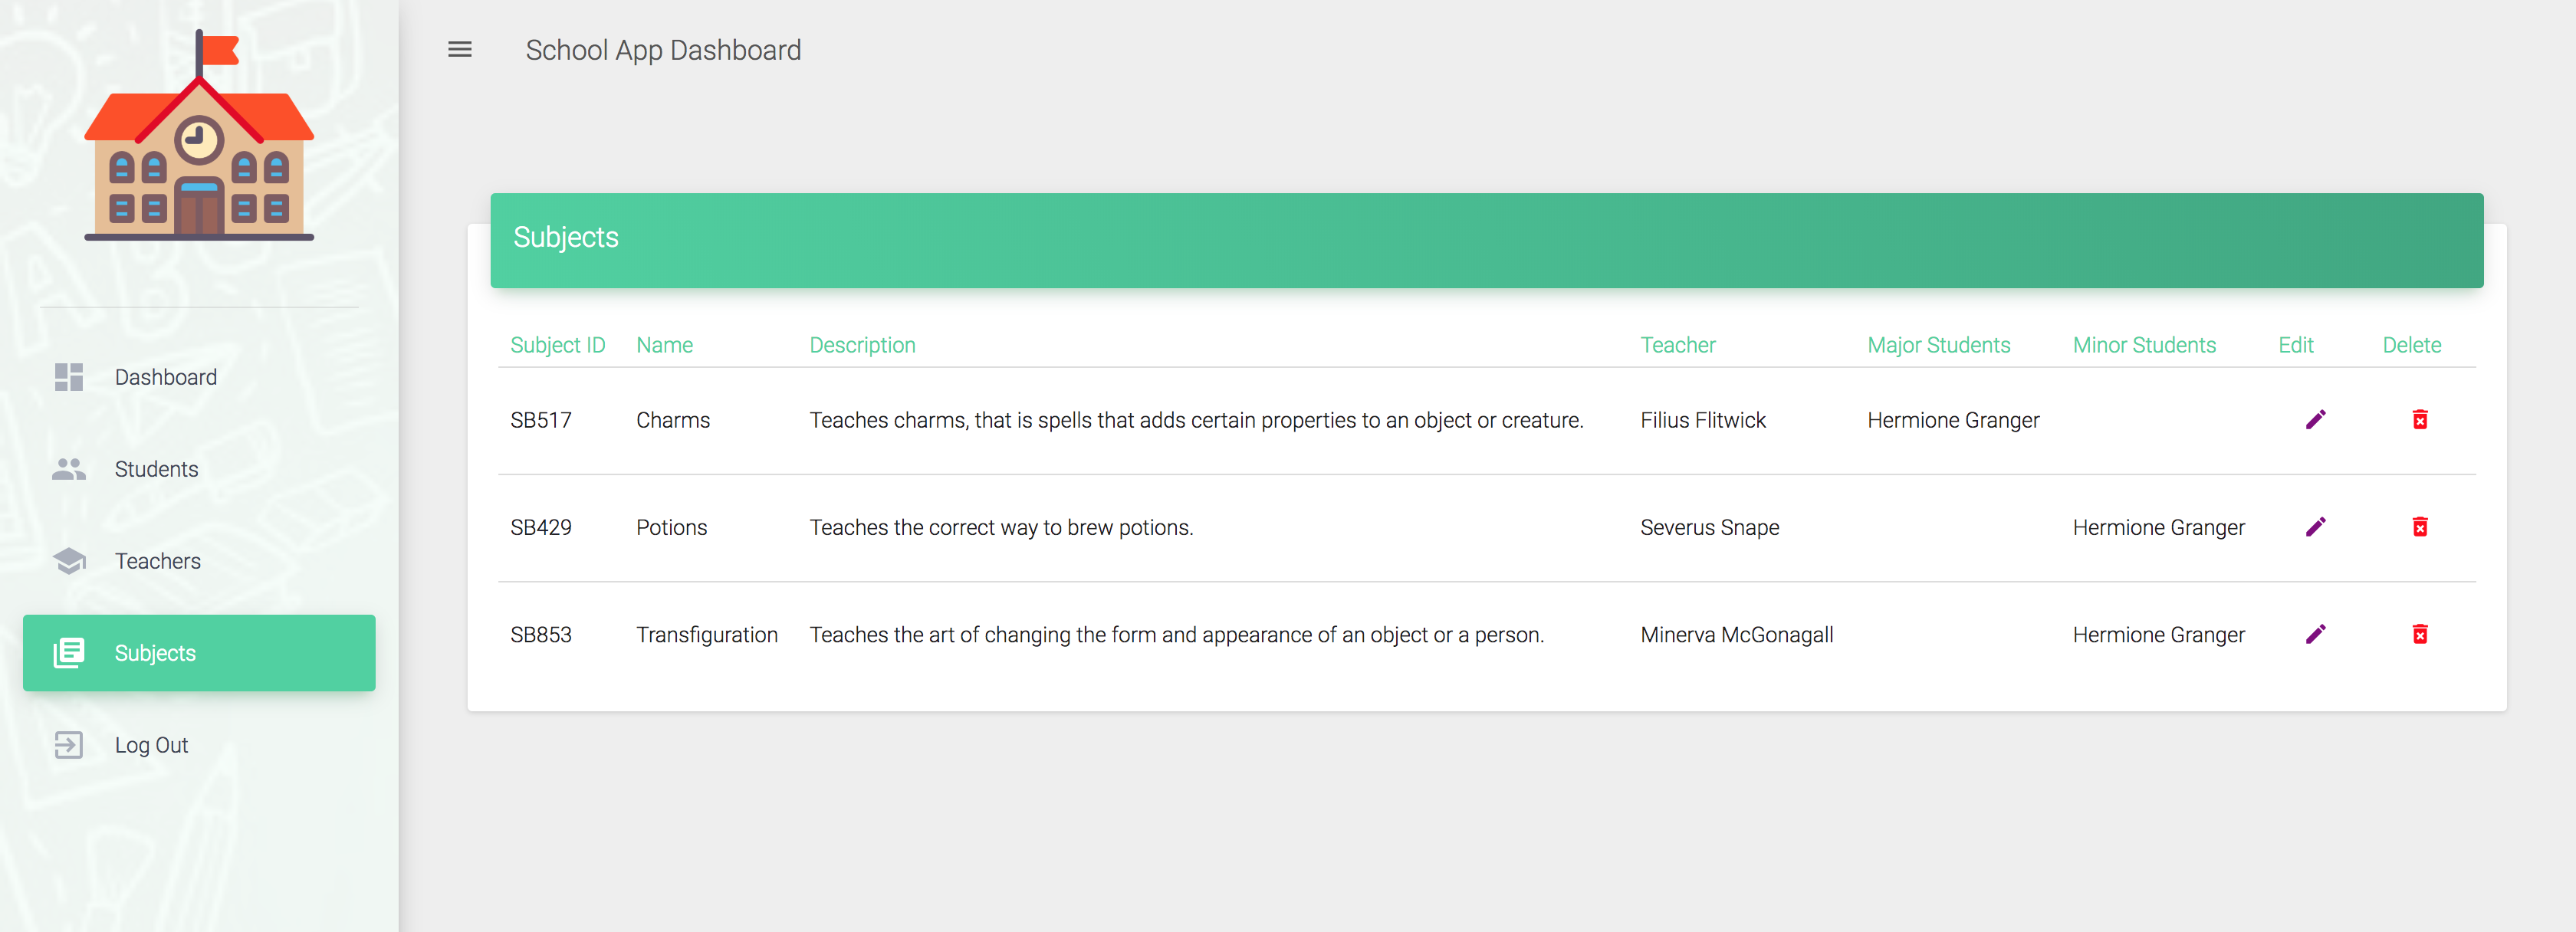 School App Dashboard
Dashboard
Students
Teachers
Subjects
Log Out
Subjects
Subject ID Name Description Teacher Major Students Minor Students Edit Delete
SB517 Charms Teaches charms, that is spells that adds certain properties to an object or creature. Filius Flitwick Hermione Granger
SB429 Potions Teaches the correct way to brew potions. Severus Snape Hermione Granger
SB853 Transfiguration Teaches the art of changing the form and appearance of an object or a person. Minerva McGonagall Hermione Granger